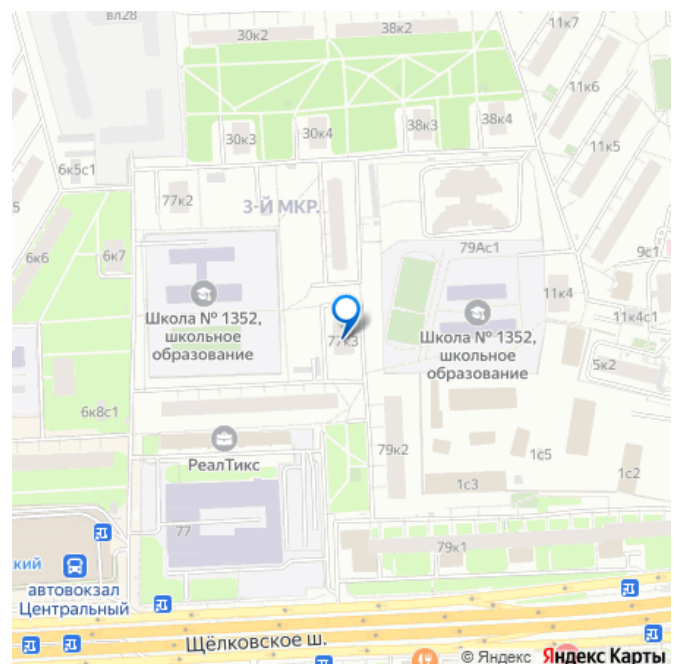 вл28
30к2
38к2
11к7
11к6
30к3
30к4
38к3
38к4
11к5
6к5с1
77к2
3-Й МКР.
5
6к6
6к7
79Ас1
9с1
11к4
11к4с1
Школа № 1352,
школьное
образование
77к3
Школа № 1352,
школьное
образование
5к2
6к8с1
РеалТикс
79к2
1с5
1с2
1с3
77
79к1
кий
автовокзал
Центральный
Щёлковское ш.
© Яндекс Яндекс Карты